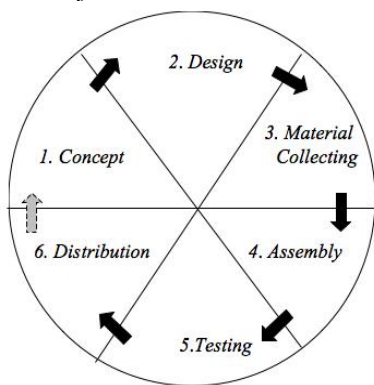 2. Design
3. Material
Collecting
1. Concept
6. Distribution
4. Assembly
5.Testing